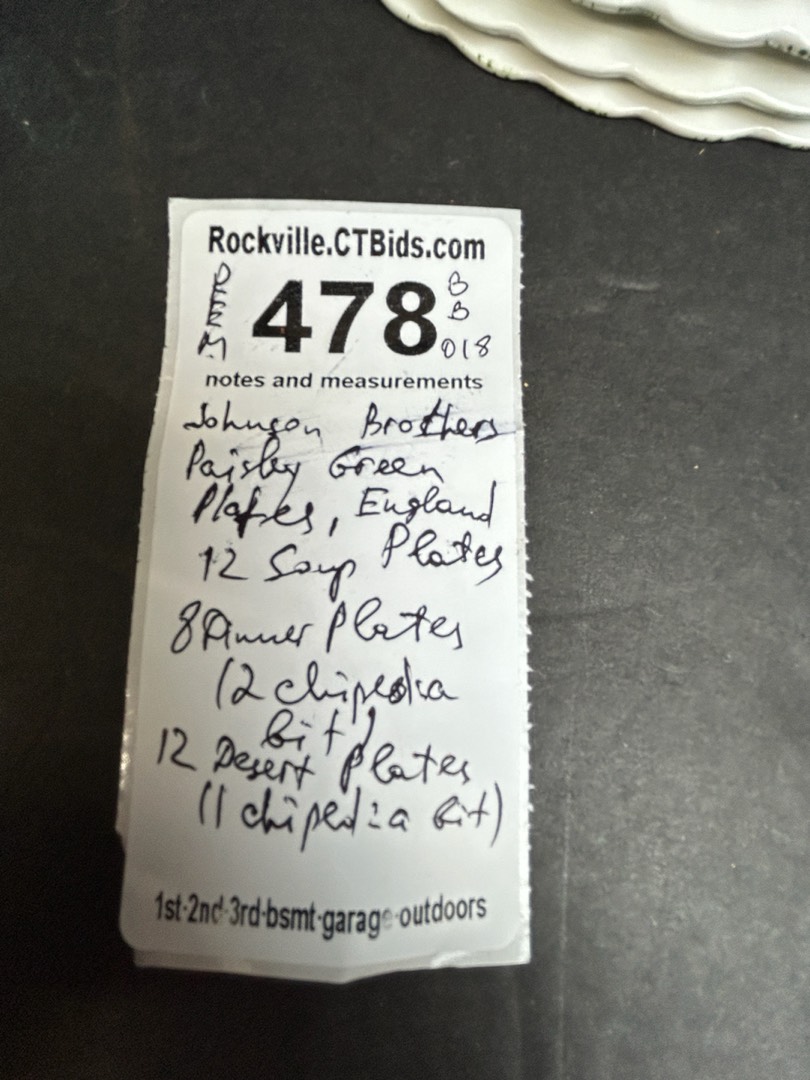 Rockville.CTBids.com
478
B
B
018
notes and measurements
Johnson Brothers
Paisley Green
Plates, England
12 Soup Plates
8 Dinner Plates
(2 chiped a
bit)
12 Desert Plates
(1 chiped a bit)
1st·2nd·3rd·bsmt·garage·outdoors